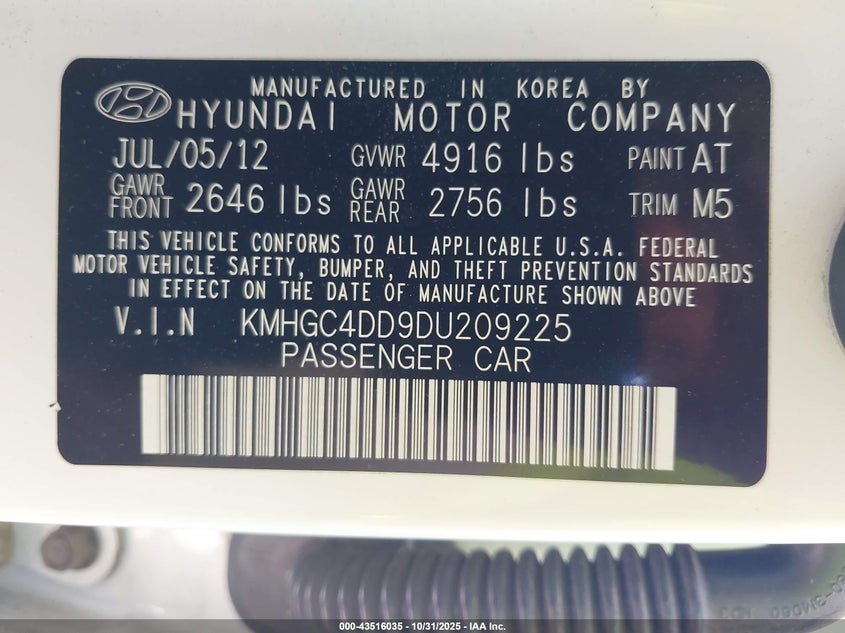 MANUFACTURED IN KOREA BY
HYUNDAI MOTOR COMPANY
JUL/05/12 GVWR 4916 lbs PAINT AT
GAWR FRONT 2646 lbs GAWR REAR 2756 lbs TRIM M5
THIS VEHICLE CONFORMS TO ALL APPLICABLE U.S.A. FEDERAL
MOTOR VEHICLE SAFETY, BUMPER, AND THEFT PREVENTION STANDARDS
IN EFFECT ON THE DATE OF MANUFACTURE SHOWN ABOVE
V.I.N KMHGC4DD9DU209225
PASSENGER CAR
000-43516035 - 10/31/2025 - IAA Inc.